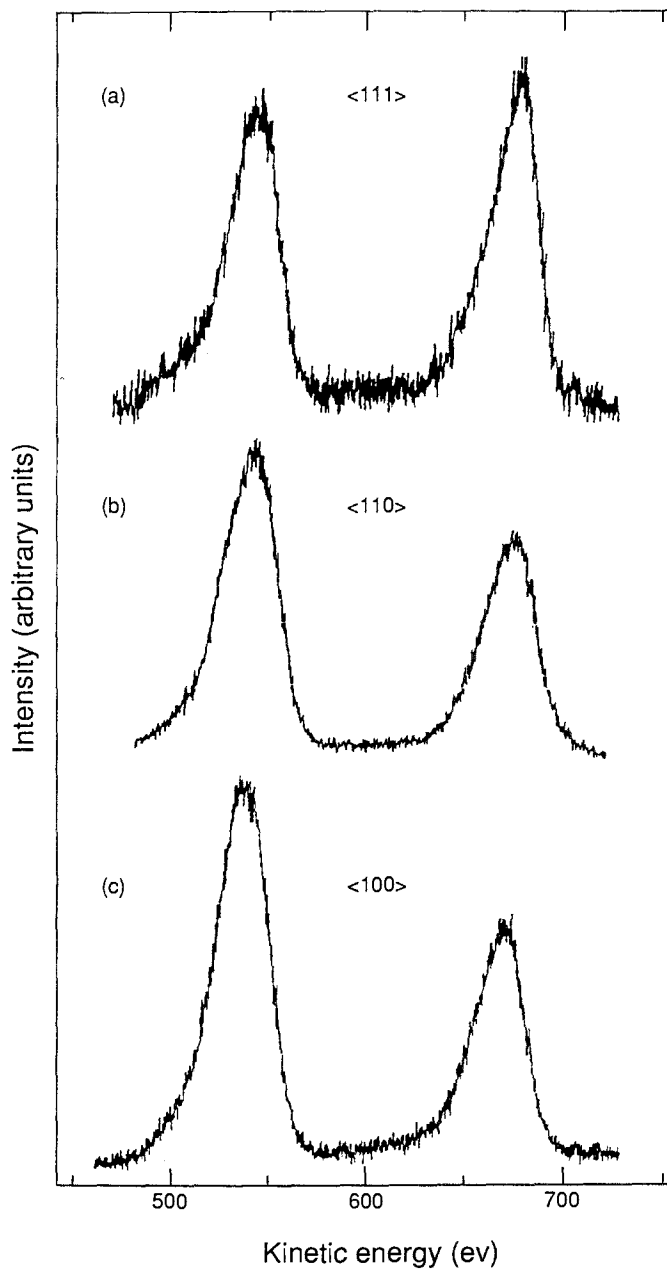 (a) <111>
(b) <110>
(c) <100>
Intensity (arbitrary units)
500 600 700
Kinetic energy (ev)